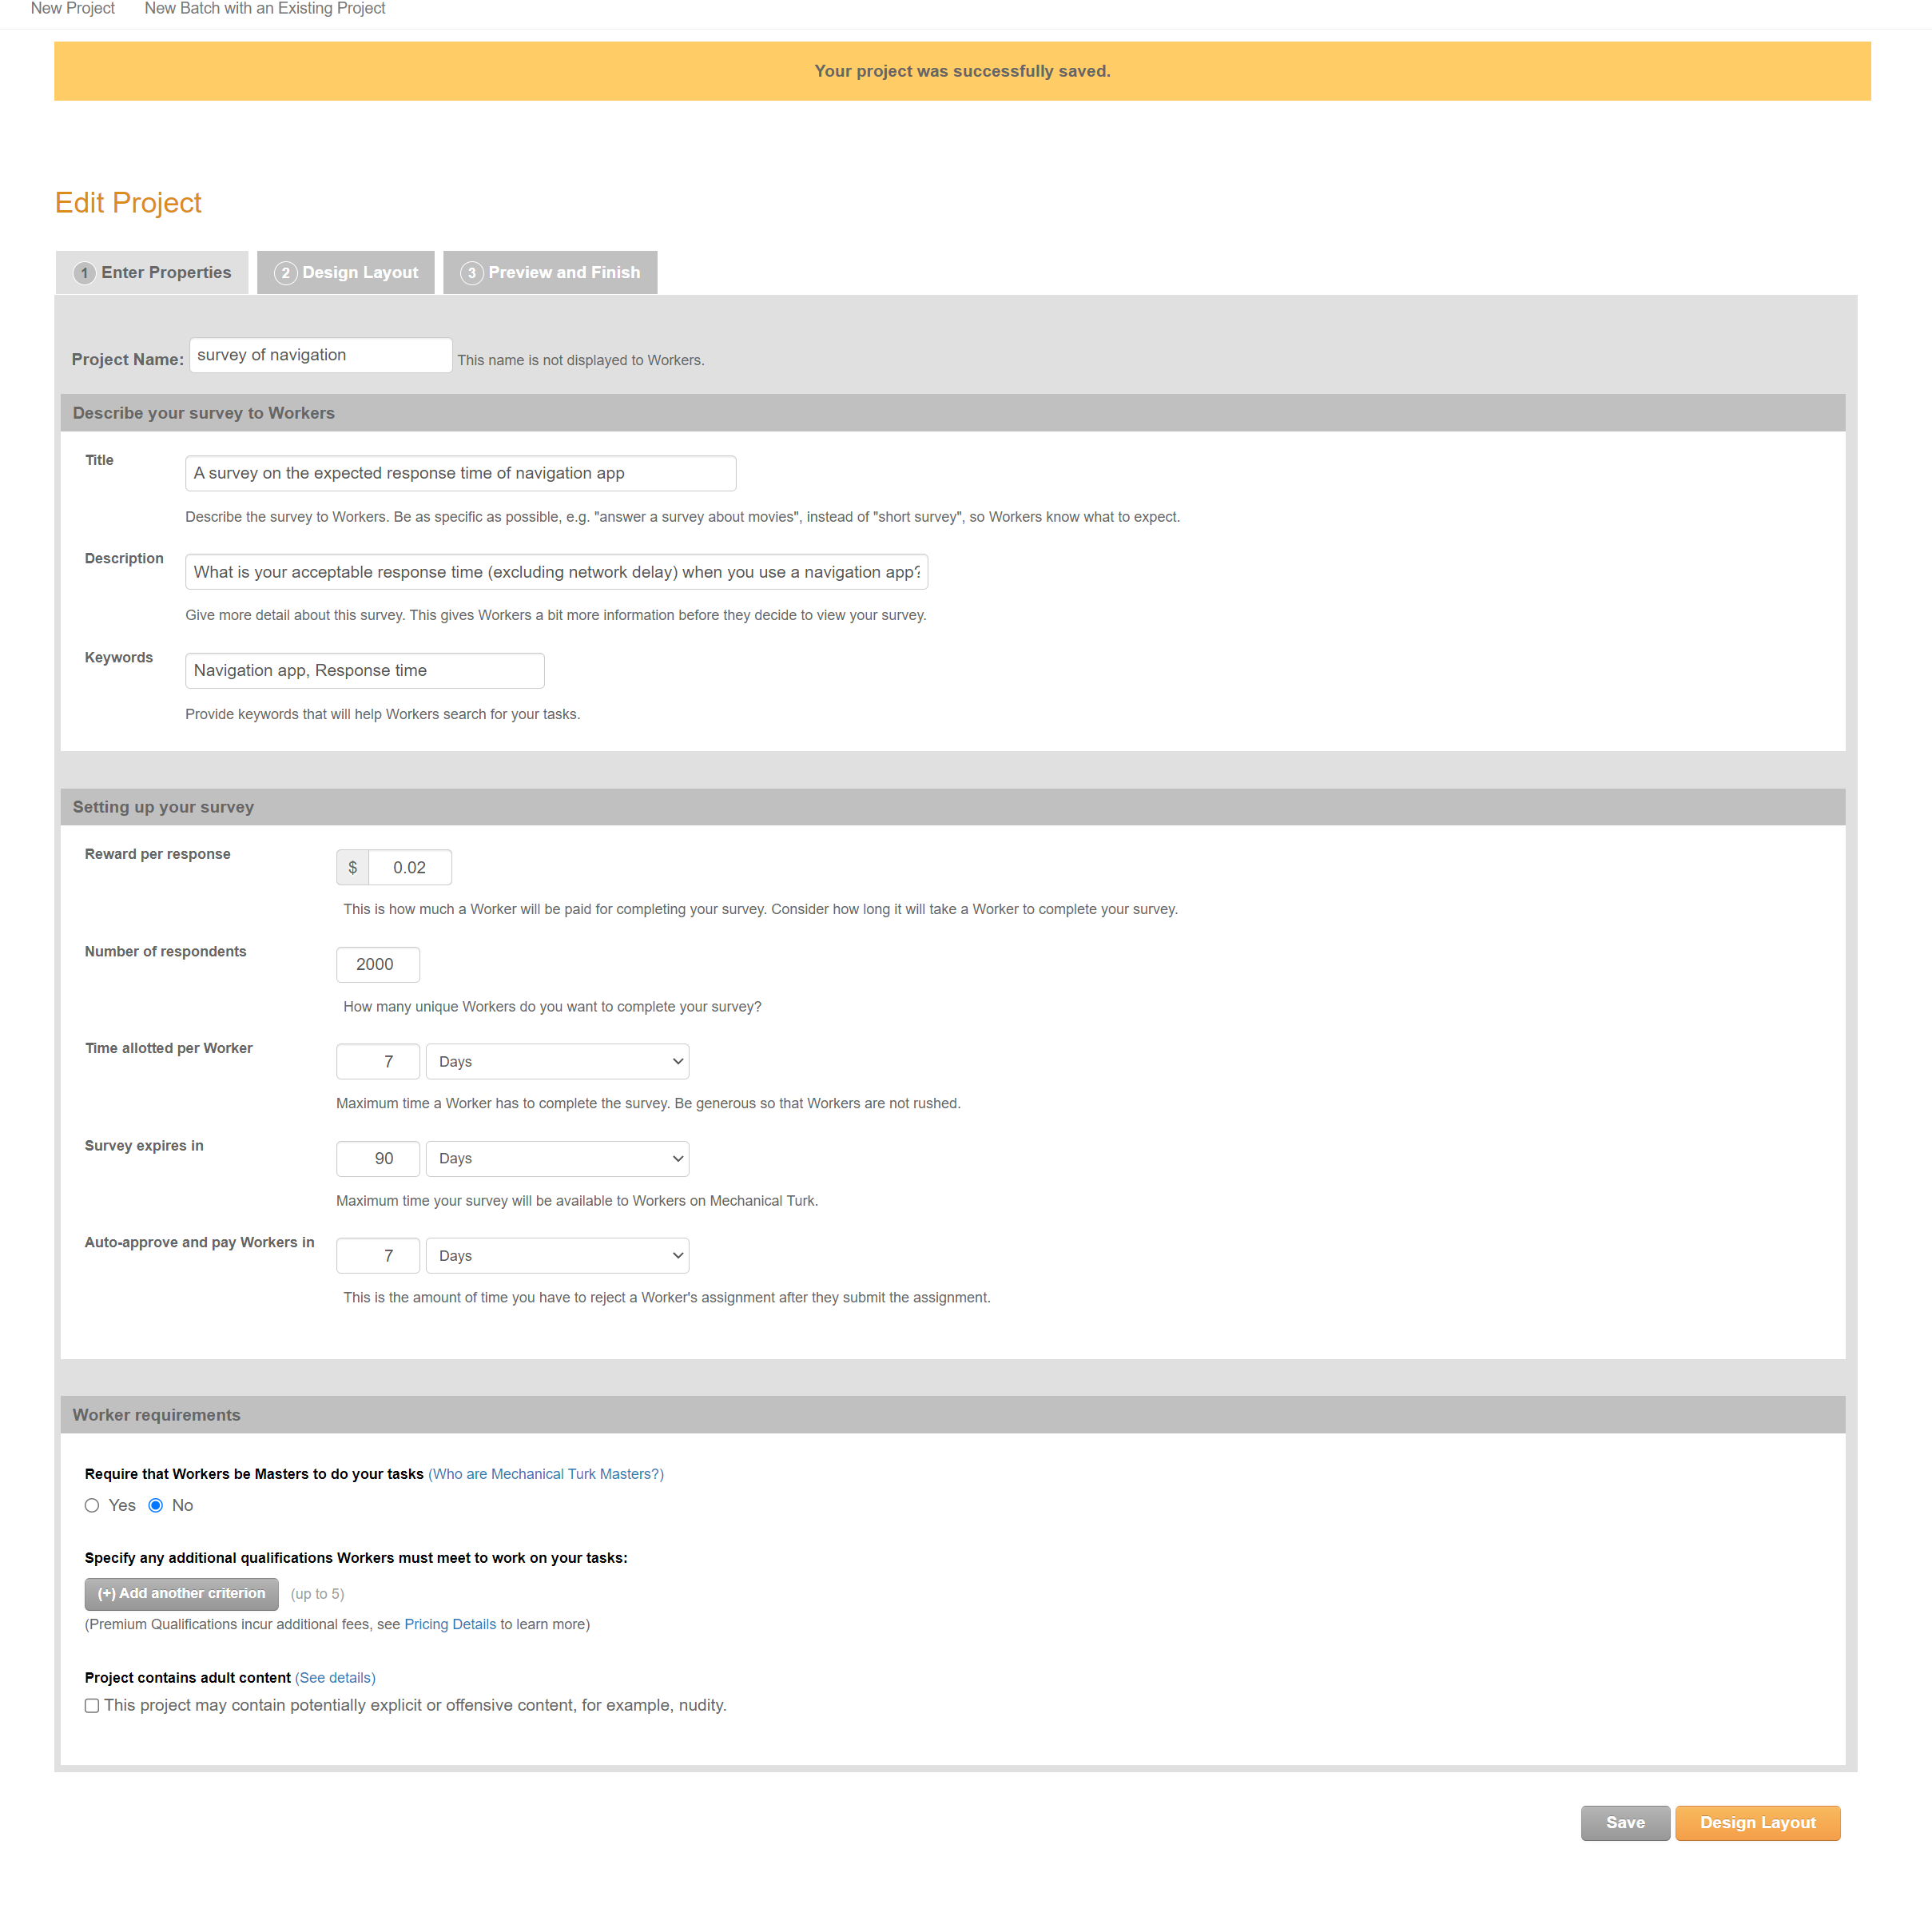 New Project New Batch with an Existing Project
Your project was successfully saved.
Edit Project
1 Enter Properties 2 Design Layout 3 Preview and Finish
Project Name: survey of navigation This name is not displayed to Workers.
Describe your survey to Workers
Title A survey on the expected response time of navigation app
Describe the survey to Workers. Be as specific as possible, e.g. "answer a survey about movies", instead of "short survey", so Workers know what to expect.
Description What is your acceptable response time (excluding network delay) when you use a navigation app?
Give more detail about this survey. This gives Workers a bit more information before they decide to view your survey.
Keywords Navigation app, Response time
Provide keywords that will help Workers search for your tasks.
Setting up your survey
Reward per response $ 0.02
This is how much a Worker will be paid for completing your survey. Consider how long it will take a Worker to complete your survey.
Number of respondents 2000
How many unique Workers do you want to complete your survey?
Time allotted per Worker 7 Days
Maximum time a Worker has to complete the survey. Be generous so that Workers are not rushed.
Survey expires in 90 Days
Maximum time your survey will be available to Workers on Mechanical Turk.
Auto-approve and pay Workers in 7 Days
This is the amount of time you have to reject a Worker's assignment after they submit the assignment.
Worker requirements
Require that Workers be Masters to do your tasks (Who are Mechanical Turk Masters?)
Yes No
Specify any additional qualifications Workers must meet to work on your tasks:
(+) Add another criterion (up to 5)
(Premium Qualifications incur additional fees, see Pricing Details to learn more)
Project contains adult content (See details)
This project may contain potentially explicit or offensive content, for example, nudity.
Save Design Layout